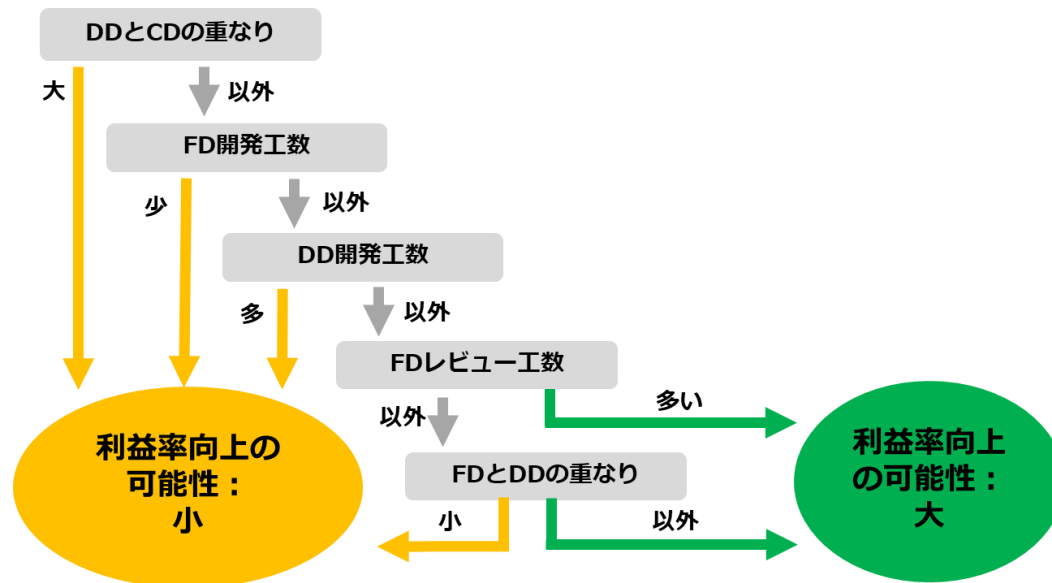 DDとCDの重なり
大
以外
FD開発工数
少
以外
DD開発工数
多
以外
FDレビュー工数
以外
多い
利益率向上の
可能性：
小
FDとDDの重なり
小
以外
利益率向上
の可能性：
大